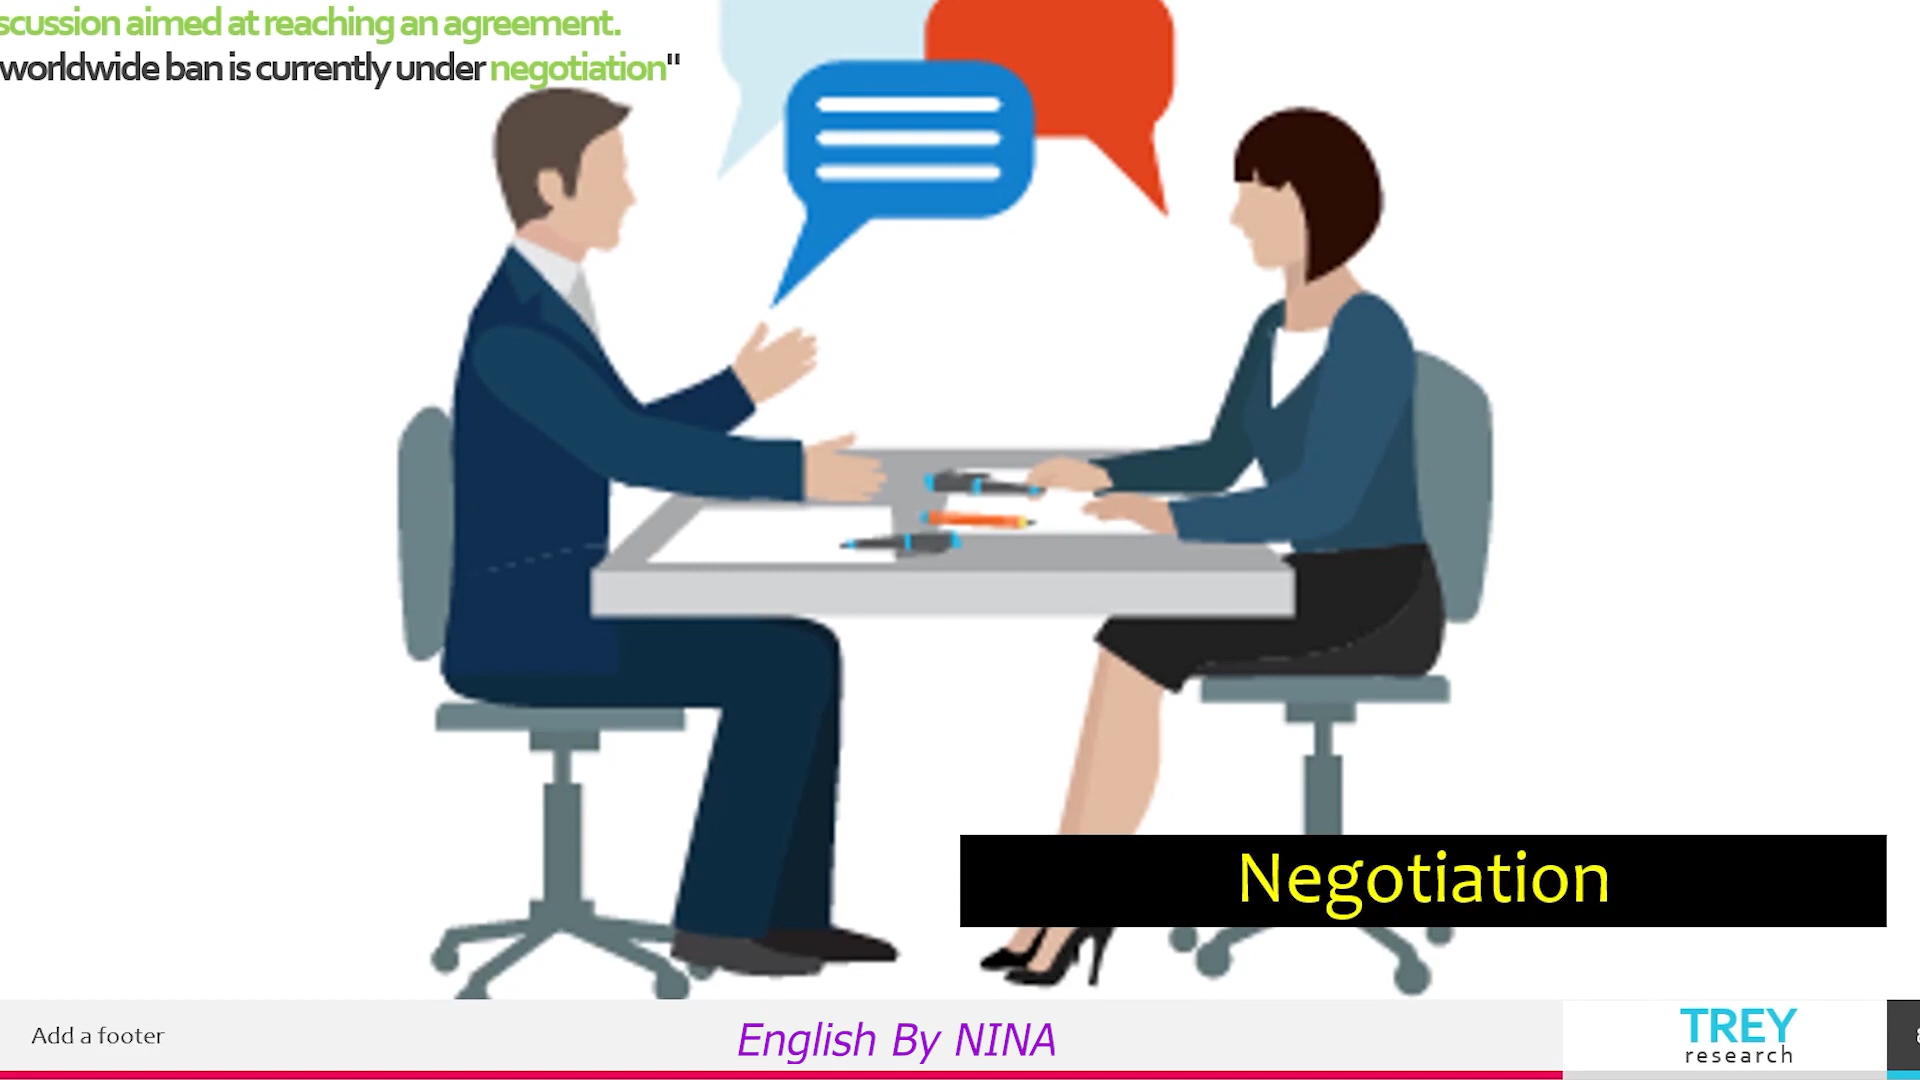 scussion aimed at reaching an agreement.
worldwide ban is currently under negotiation"
Negotiation
Add a footer
English By NINA
TREY
research